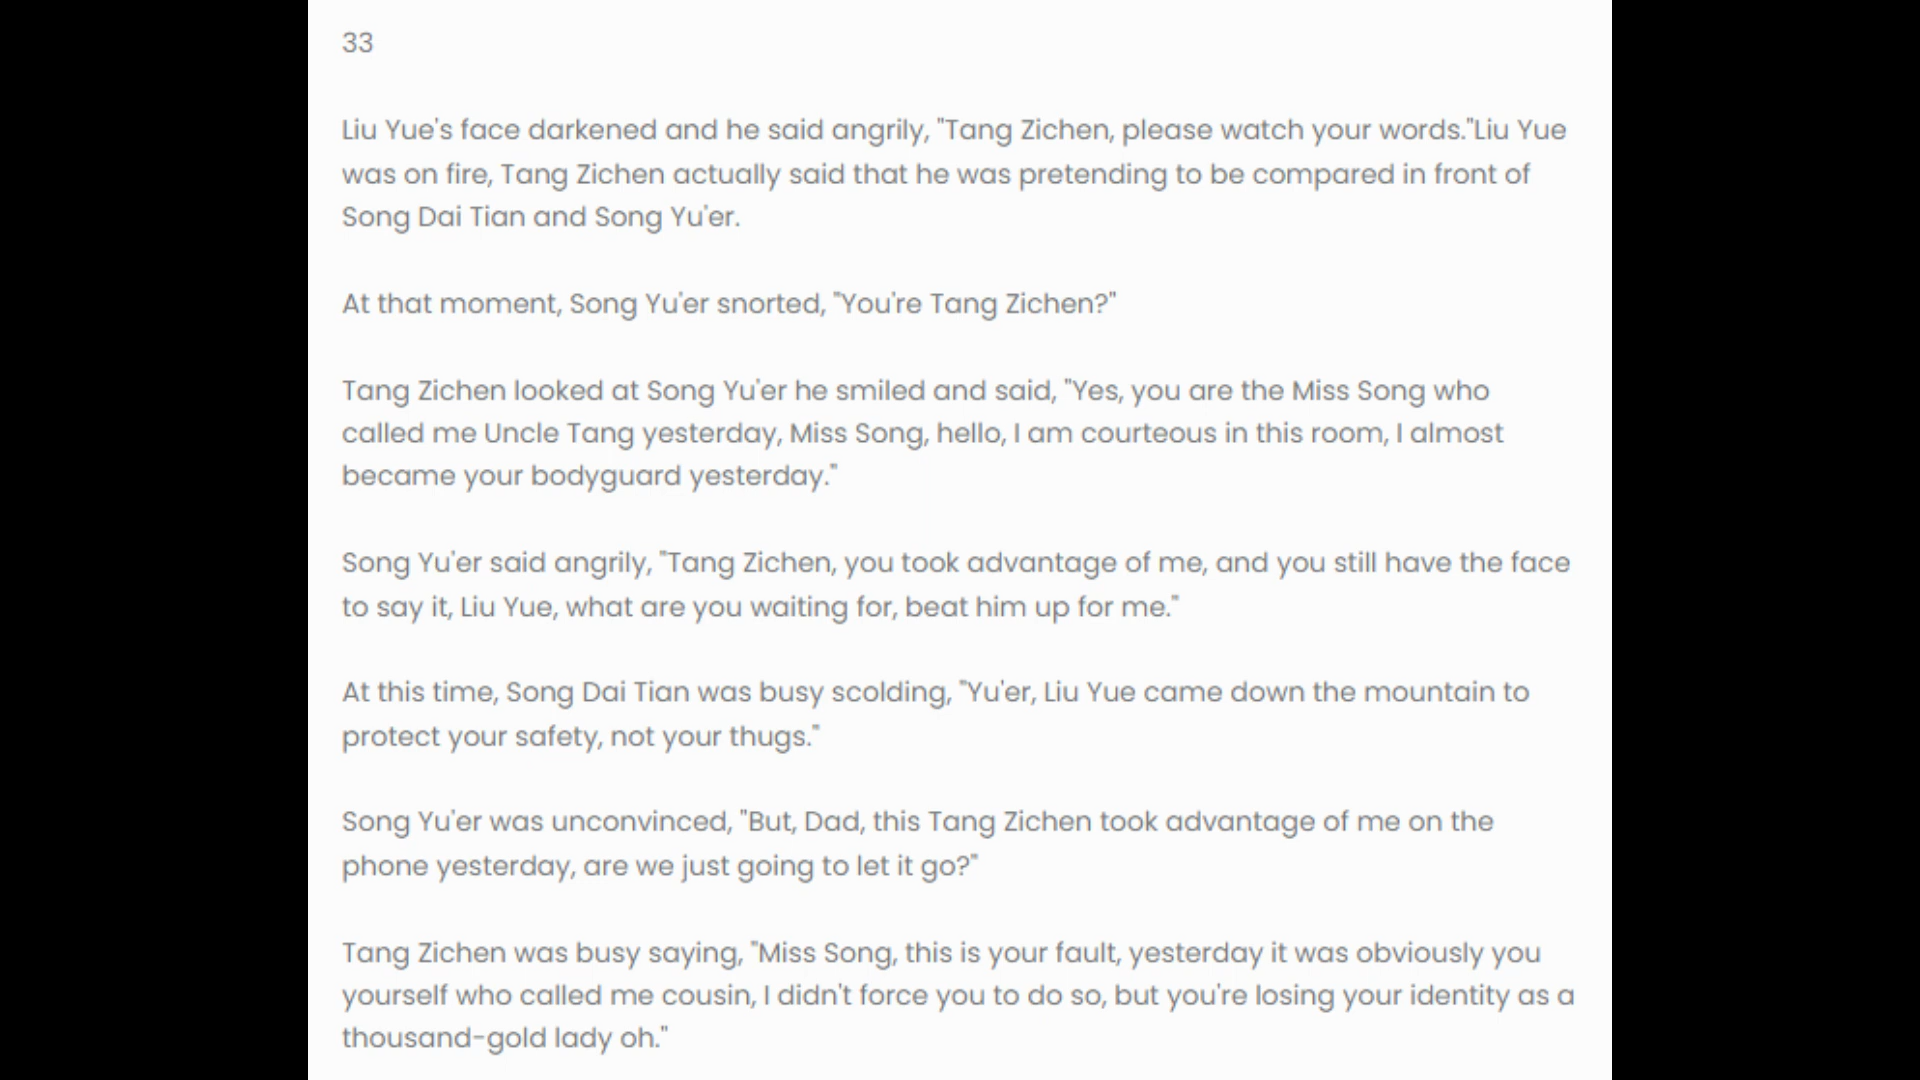 33
Liu Yue's face darkened and he said angrily, "Tang Zichen, please watch your words."Liu Yue
was on fire, Tang Zichen actually said that he was pretending to be compared in front of
Song Dai Tian and Song Yu'er.
At that moment, Song Yu'er snorted, "You're Tang Zichen?"
Tang Zichen looked at Song Yu'er he smiled and said, "Yes, you are the Miss Song who
called me Uncle Tang yesterday, Miss Song, hello, I am courteous in this room, I almost
became your bodyguard yesterday."
Song Yu'er said angrily, "Tang Zichen, you took advantage of me, and you still have the face
to say it, Liu Yue, what are you waiting for, beat him up for me."
At this time, Song Dai Tian was busy scolding, "Yu'er, Liu Yue came down the mountain to
protect your safety, not your thugs."
Song Yu'er was unconvinced, "But, Dad, this Tang Zichen took advantage of me on the
phone yesterday, are we just going to let it go?"
Tang Zichen was busy saying, "Miss Song, this is your fault, yesterday it was obviously you
yourself who called me cousin, I didn't force you to do so, but you're losing your identity as a
thousand-gold lady oh."